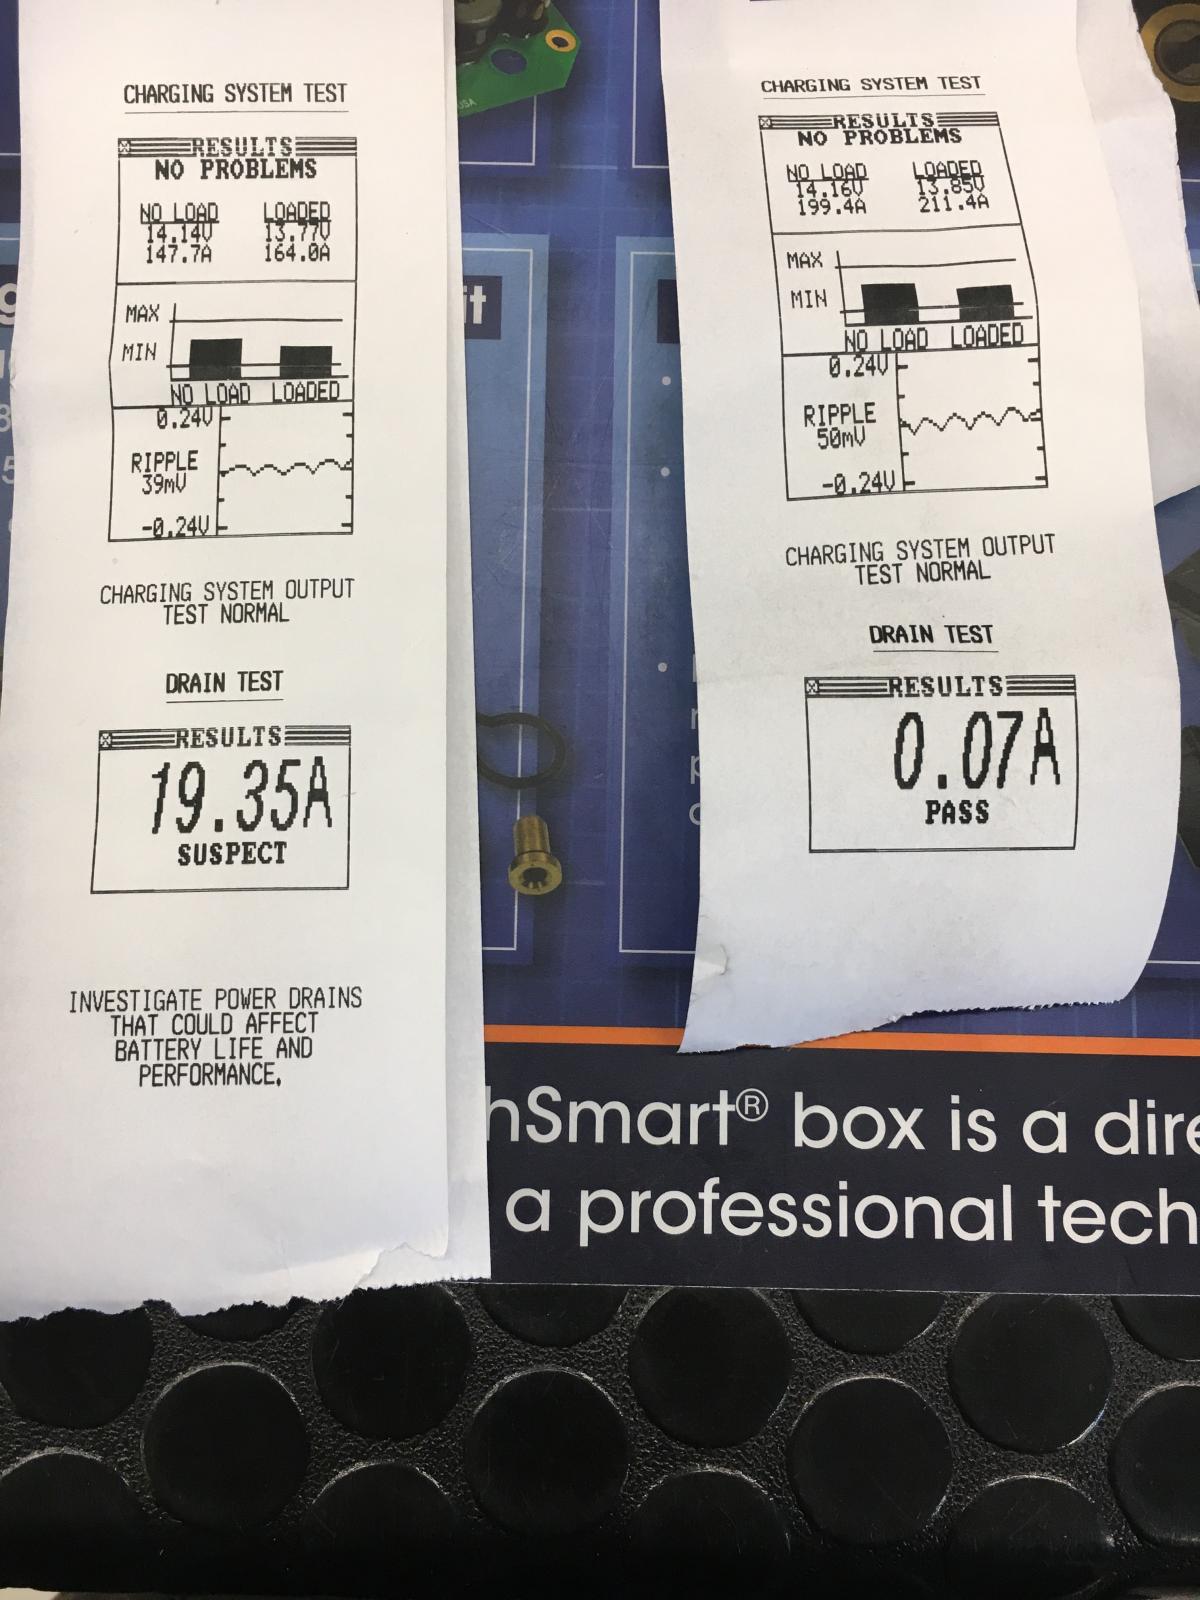 CHARGING SYSTEM TEST
RESULTS
NO PROBLEMS
NO LOAD LOADED
14.14V 13.77V
147.7A 164.0A
MAX
MIN
NO LOAD LOADED
0.24V
RIPPLE
39mV
-0.24V
CHARGING SYSTEM OUTPUT
TEST NORMAL
DRAIN TEST
RESULTS
19.35A
SUSPECT
INVESTIGATE POWER DRAINS
THAT COULD AFFECT
BATTERY LIFE AND
PERFORMANCE.
CHARGING SYSTEM TEST
RESULTS
NO PROBLEMS
NO LOAD LOADED
14.16V 13.85V
199.4A 211.4A
MAX
MIN
NO LOAD LOADED
0.24V
RIPPLE
50mV
-0.24V
CHARGING SYSTEM OUTPUT
TEST NORMAL
DRAIN TEST
RESULTS
0.07A
PASS
USA
it
hSmart® box is a dire
a professional tech